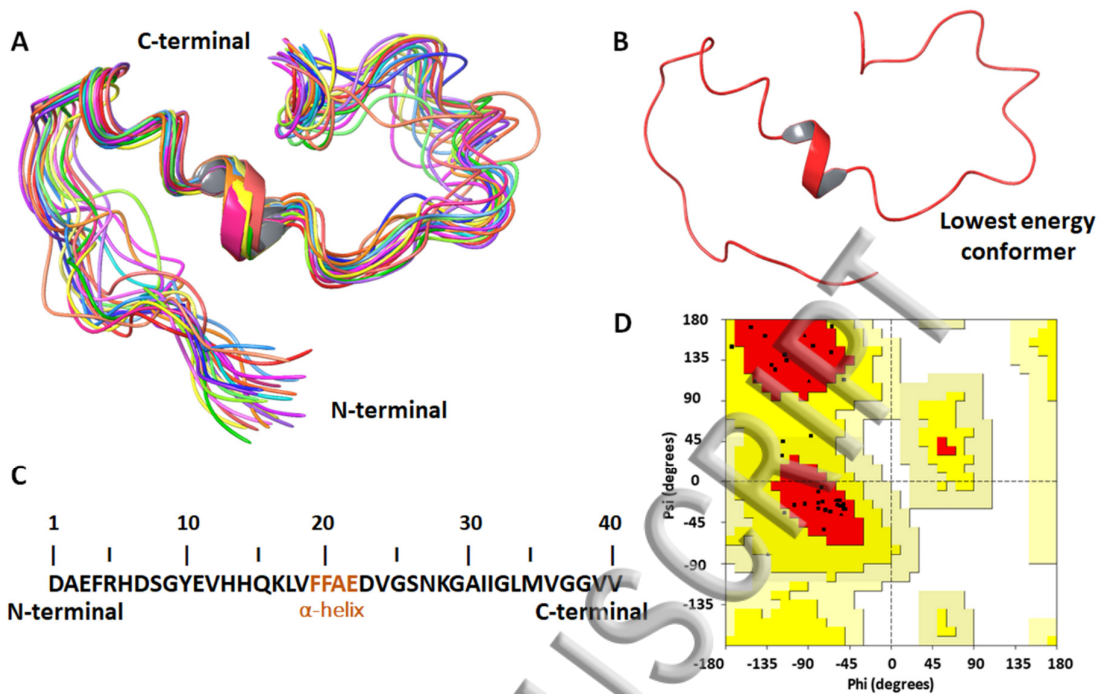 A
C-terminal
N-terminal
B
Lowest energy
conformer
C
1 10 20 30 40
DAEFRHDSGYEVHHQKLVFFAEDVGSNKGAIIGLMVGGVV
N-terminal
α-helix
C-terminal
D
Psi (degrees)
180
135
90
45
0
-45
-90
-135
-180 -135 -90 -45 0 45 90 135 180
Phi (degrees)
ISCRIPT